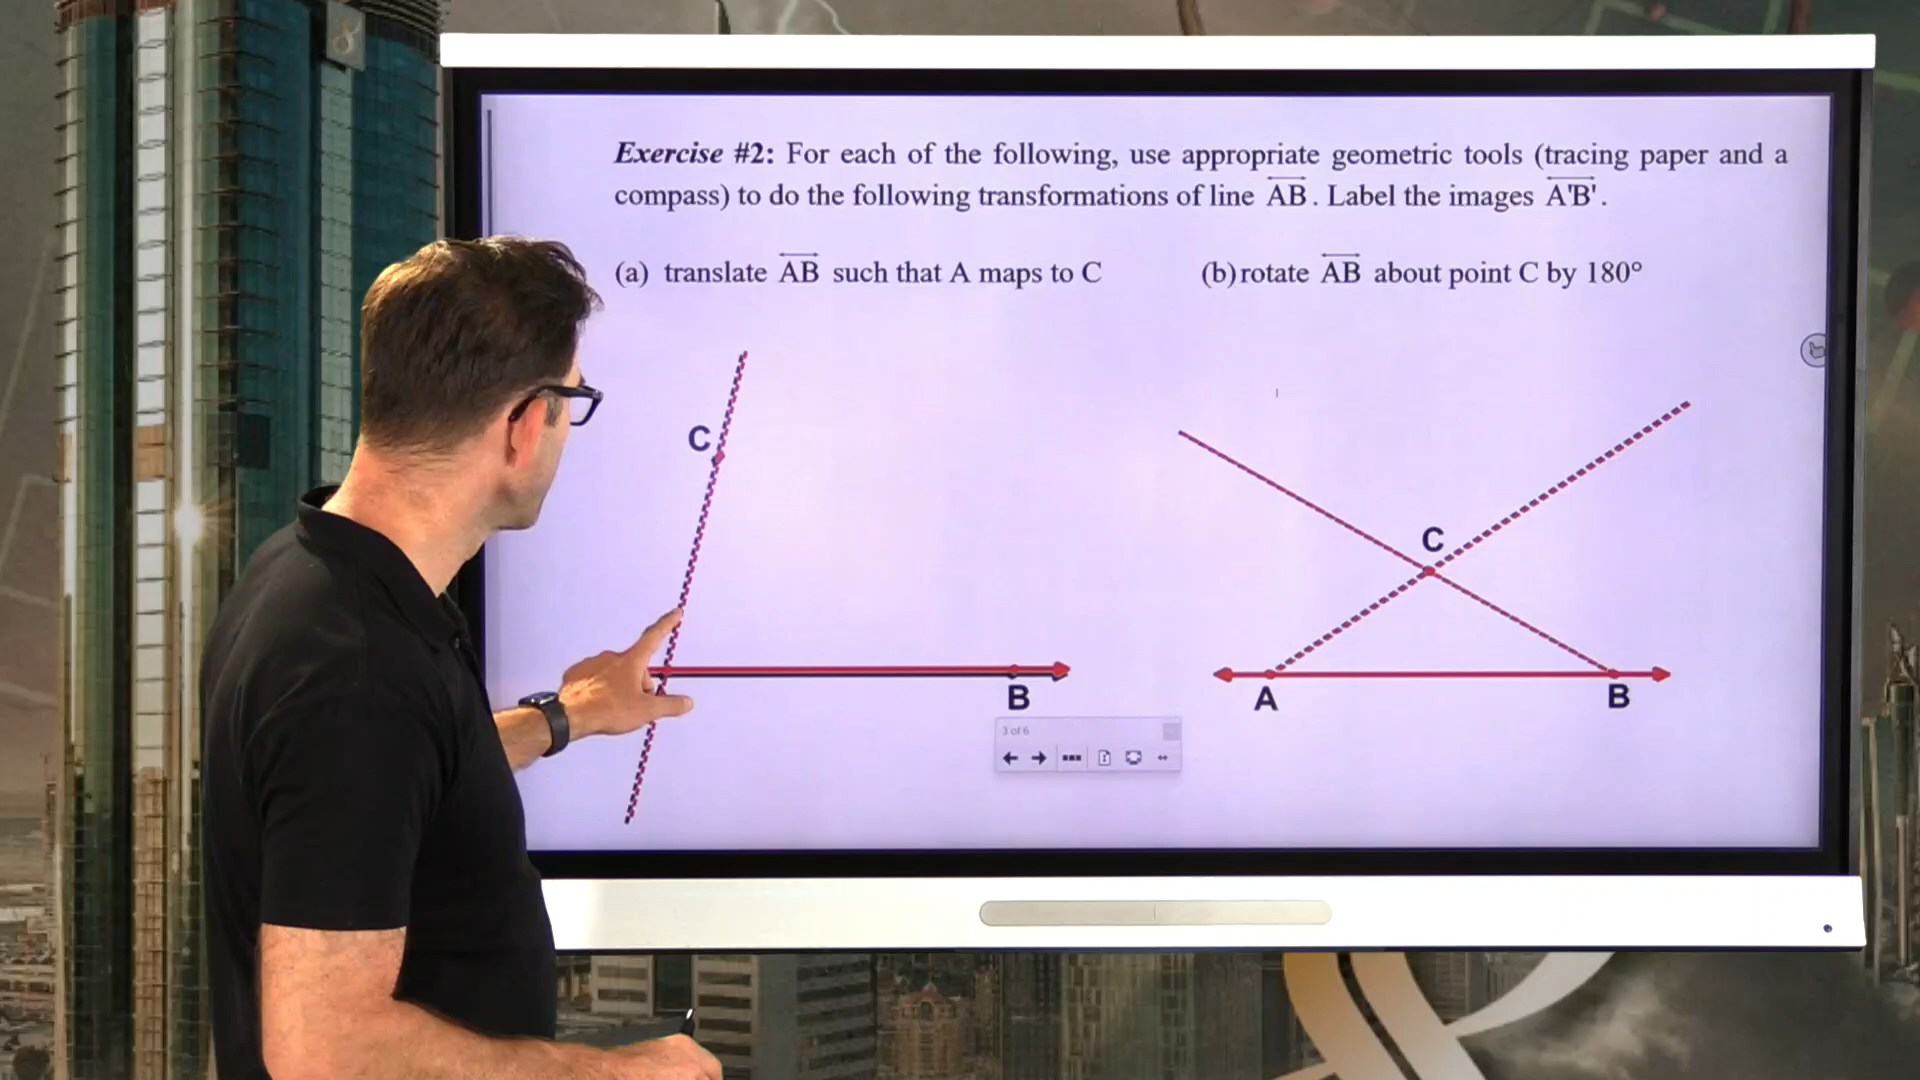 Exercise #2: For each of the following, use appropriate geometric tools (tracing paper and a
compass) to do the following transformations of line AB. Label the images A'B'.
(a) translate AB such that A maps to C
(b) rotate AB about point C by 180°
C
C
B
A
B
3 of 6